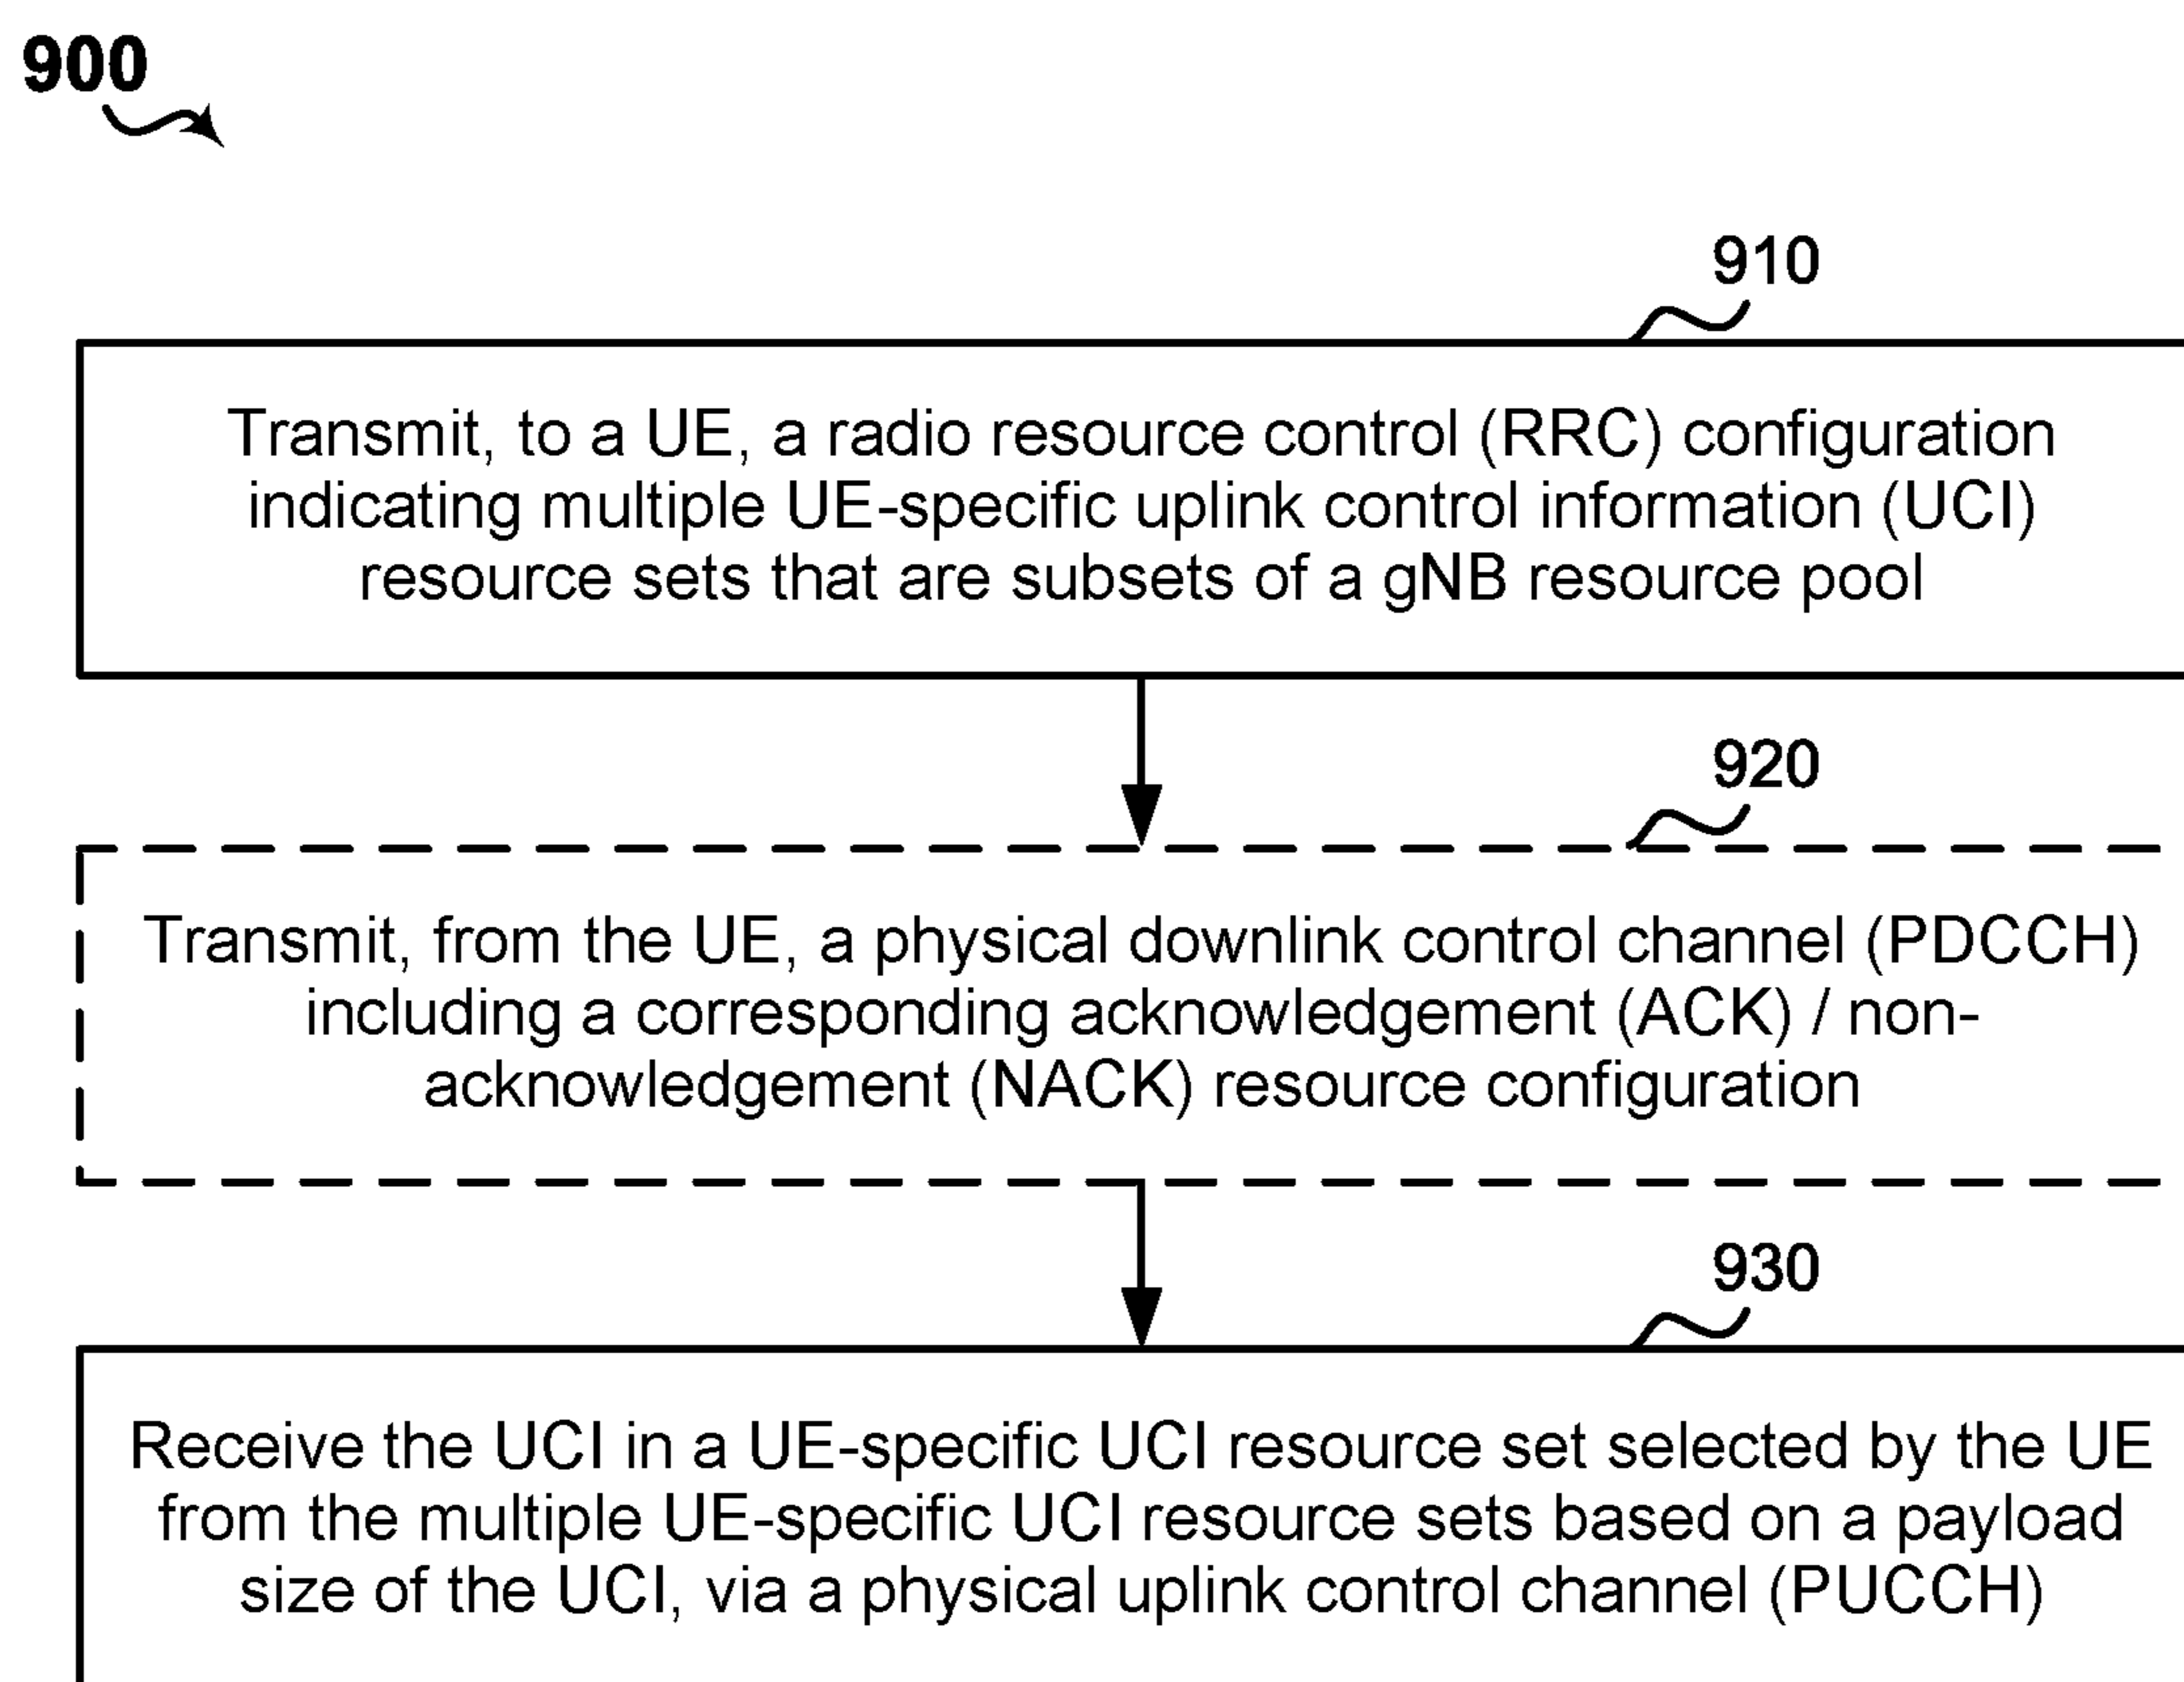 900
910
Transmit, to a UE, a radio resource control (RRC) configuration
indicating multiple UE-specific uplink control information (UCI)
resource sets that are subsets of a gNB resource pool
920
Transmit, from the UE, a physical downlink control channel (PDCCH)
including a corresponding acknowledgement (ACK) / non-
acknowledgement (NACK) resource configuration
930
Receive the UCI in a UE-specific UCI resource set selected by the UE
from the multiple UE-specific UCI resource sets based on a payload
size of the UCI, via a physical uplink control channel (PUCCH)